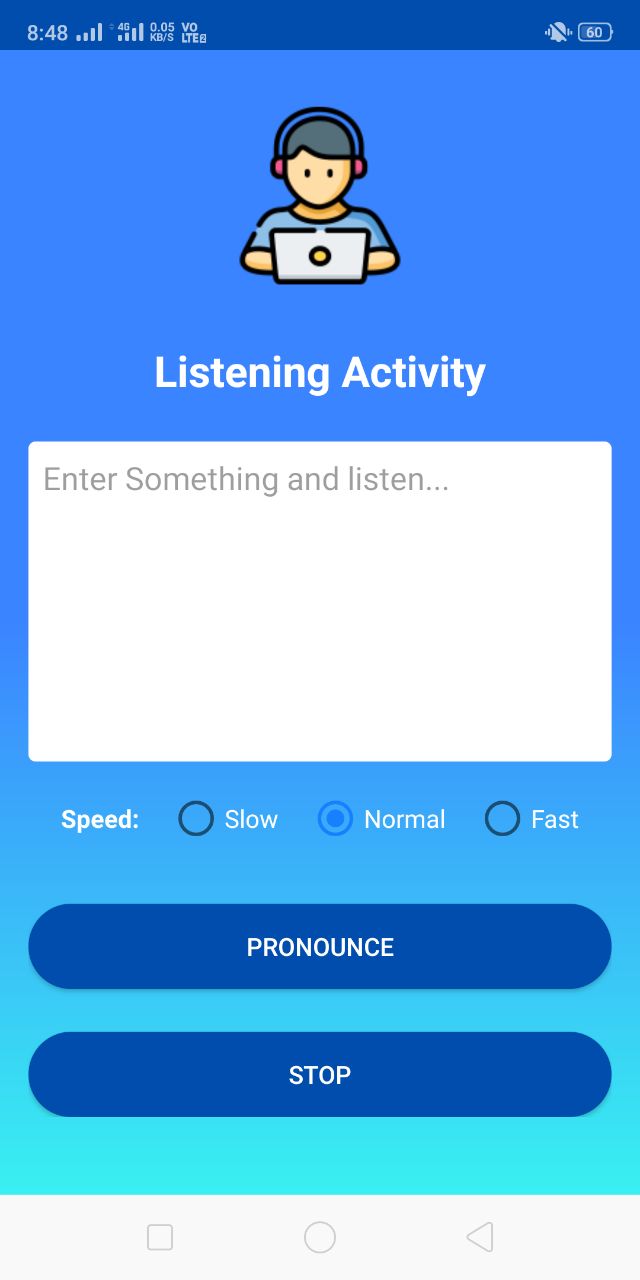 8:48 4G 0.05 KB/S VO LTE2 60
Listening Activity
Enter Something and listen...
Speed: Slow Normal Fast
PRONOUNCE
STOP